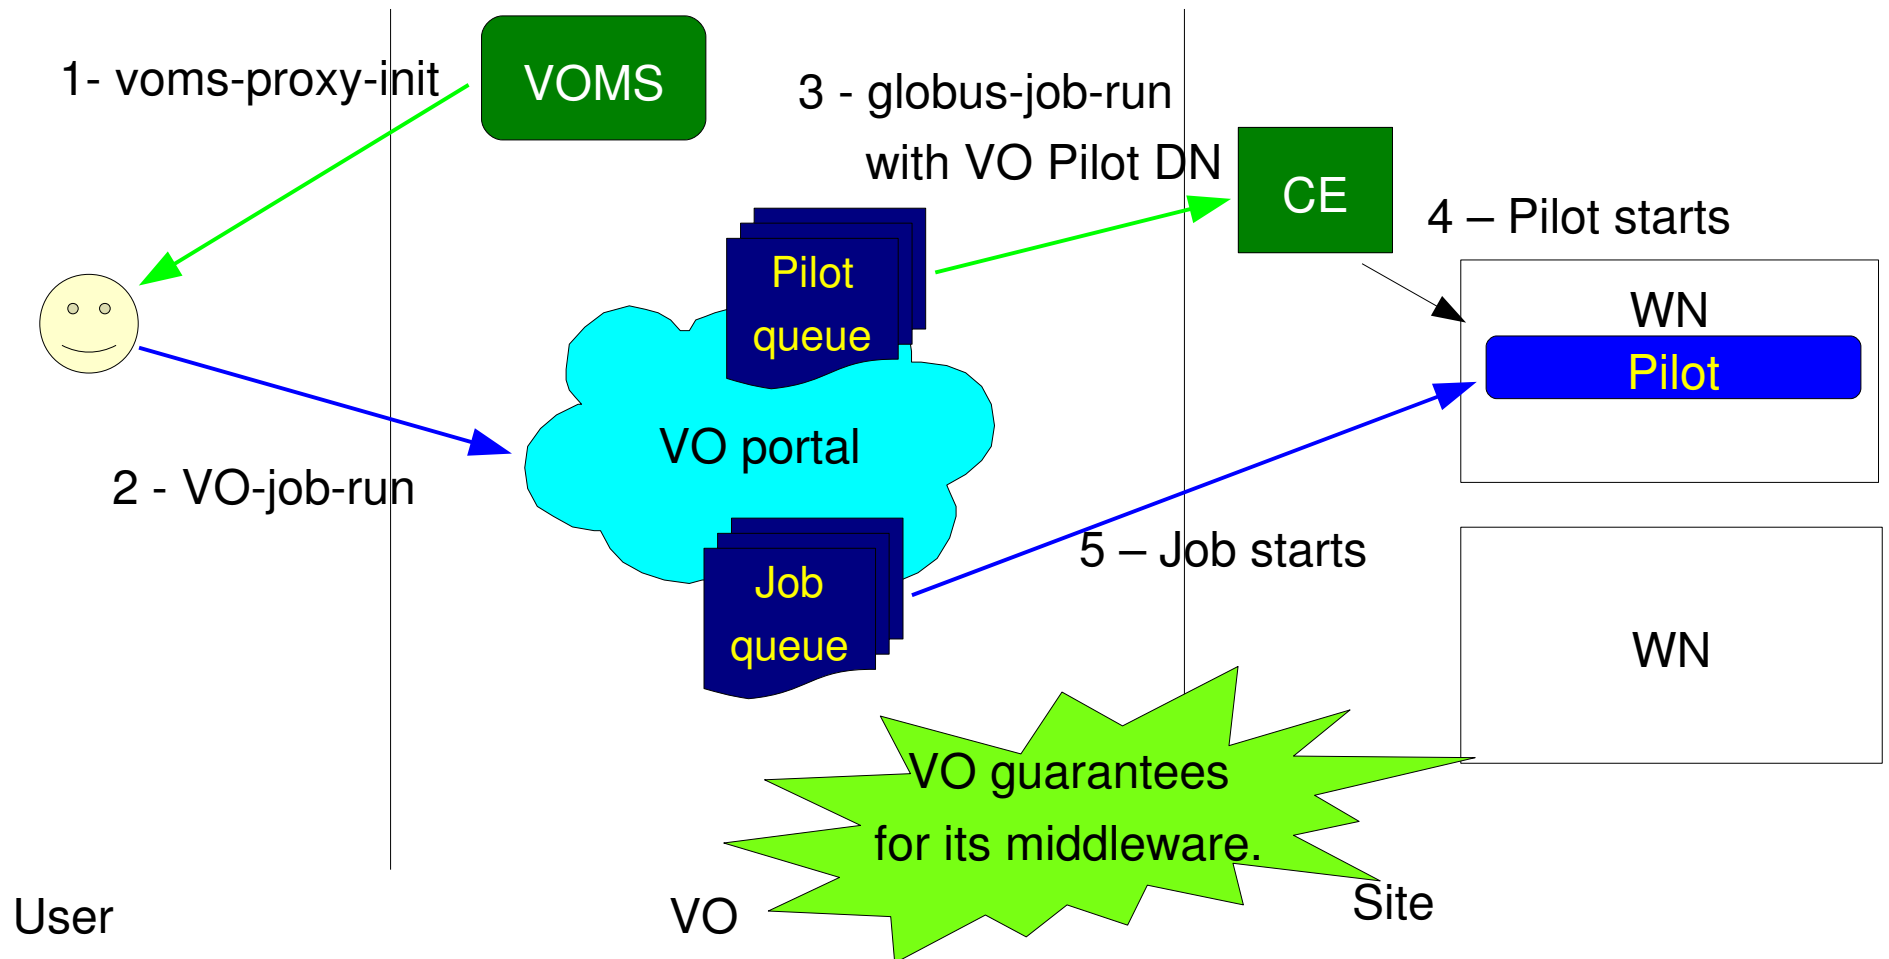 1- voms-proxy-init
VOMS
3 - globus-job-run
with VO Pilot DN
CE
4 – Pilot starts
Pilot
queue
WN
Pilot
VO portal
2 - VO-job-run
5 – Job starts
Job
queue
WN
VO guarantees
for its middleware.
User
VO
Site